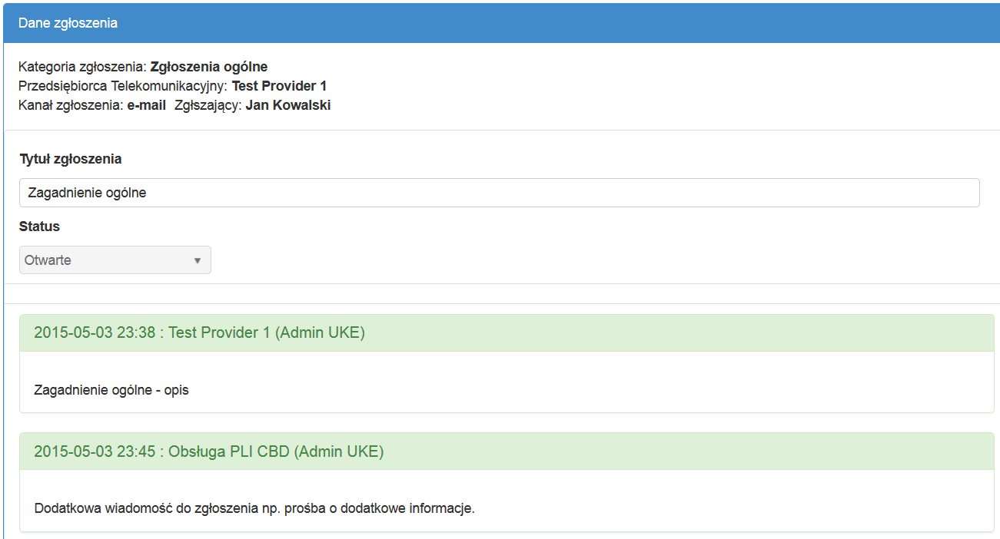 Dane zgłoszenia
Kategoria zgłoszenia: Zgłoszenia ogólne
Przedsiębiorca Telekomunikacyjny: Test Provider 1
Kanał zgłoszenia: e-mail Zgłszający: Jan Kowalski
Tytuł zgłoszenia
Zagadnienie ogólne
Status
Otwarte
2015-05-03 23:38 : Test Provider 1 (Admin UKE)
Zagadnienie ogólne - opis
2015-05-03 23:45 : Obsługa PLI CBD (Admin UKE)
Dodatkowa wiadomość do zgłoszenia np. prośba o dodatkowe informacje.